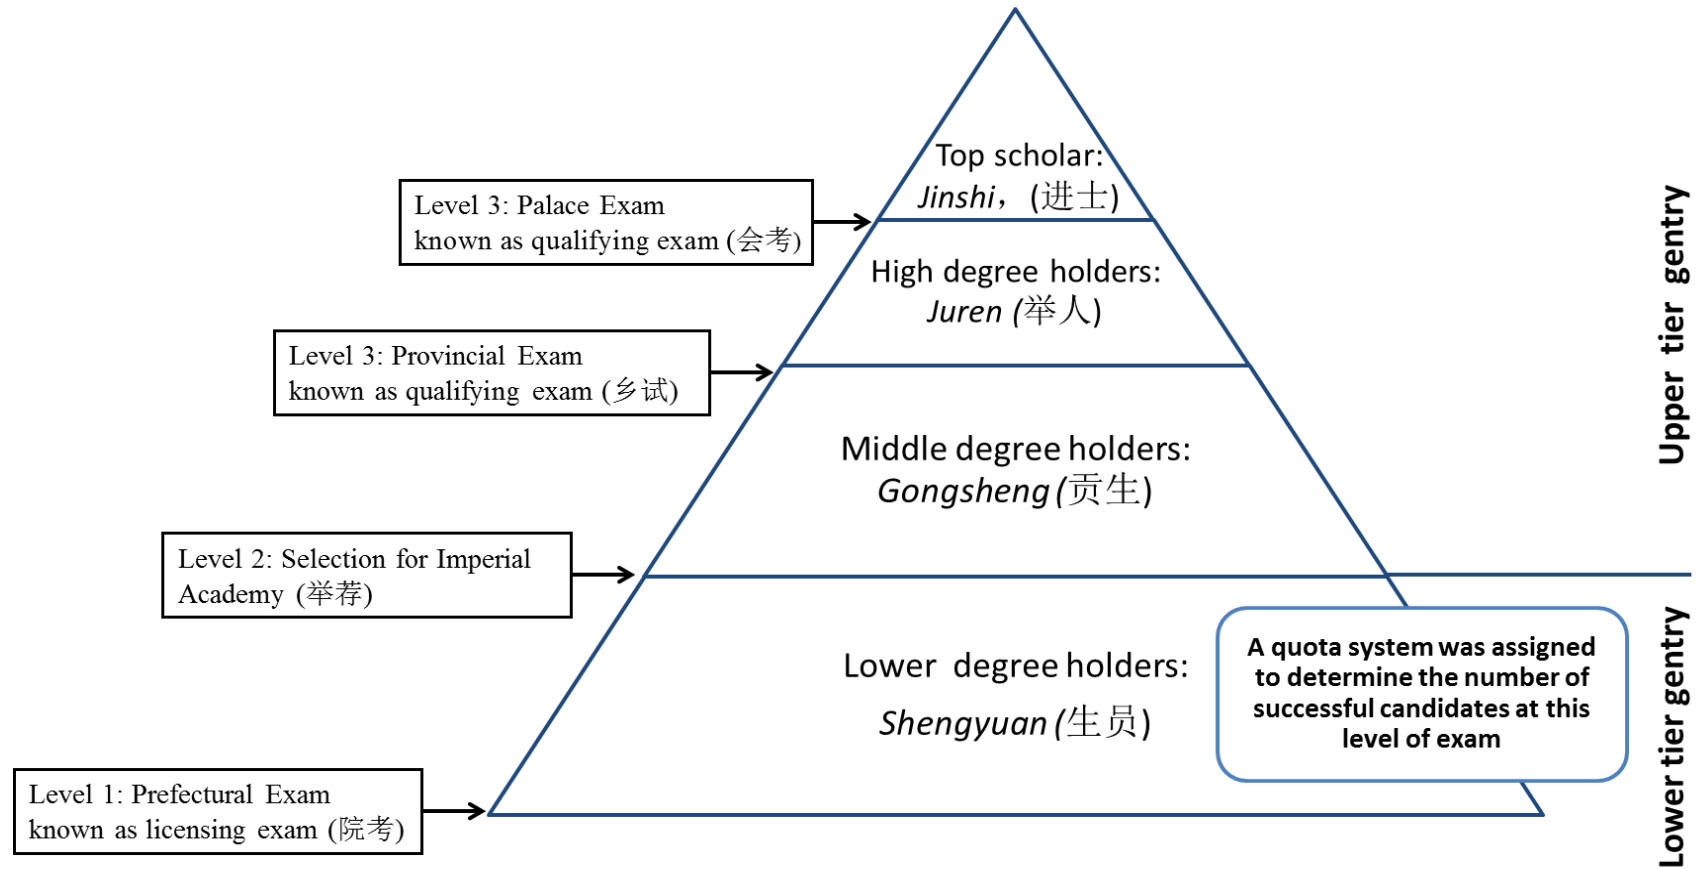 Top scholar:
Jinshi，(进士)
Level 3: Palace Exam
known as qualifying exam (会考)
High degree holders:
Juren (举人)
Level 3: Provincial Exam
known as qualifying exam (乡试)
Middle degree holders:
Gongsheng (贡生)
Upper tier gentry
Level 2: Selection for Imperial
Academy (举荐)
Lower degree holders:
Shengyuan (生员)
A quota system was assigned
to determine the number of
successful candidates at this
level of exam
Lower tier gentry
Level 1: Prefectural Exam
known as licensing exam (院考)